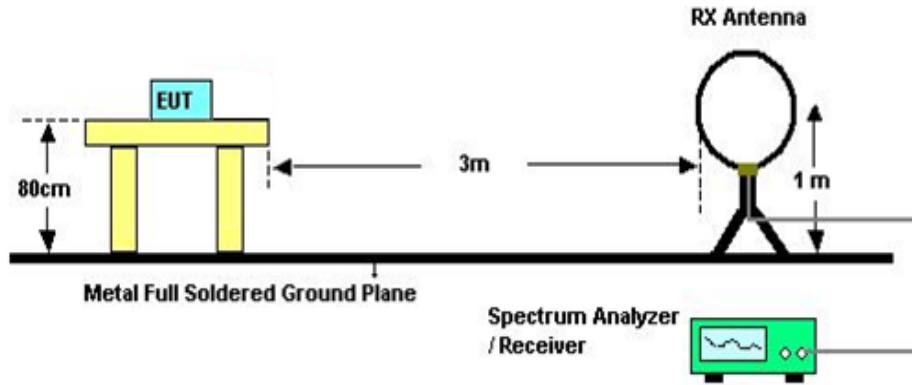 RX Antenna
EUT
3m
80cm
1 m
Metal Full Soldered Ground Plane
Spectrum Analyzer
/ Receiver